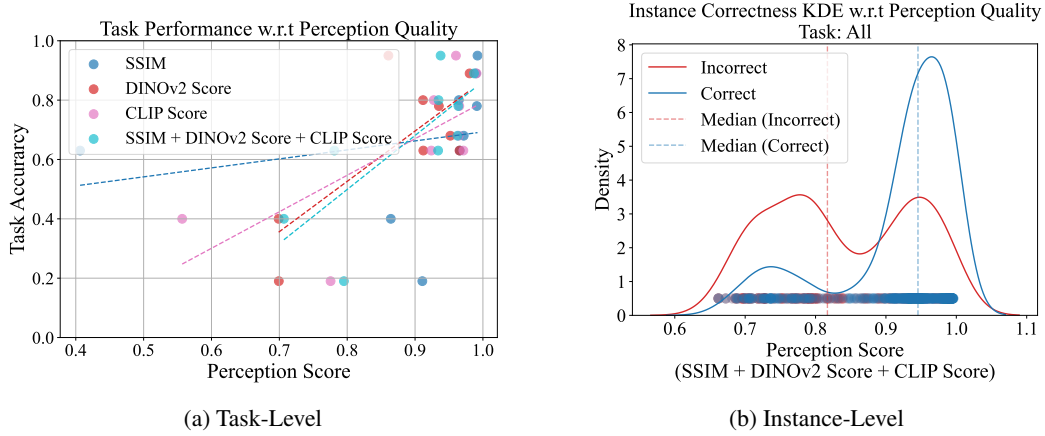 Task Performance w.r.t Perception Quality
1.0
0.8
0.6
0.4
0.2
0.0
Task Accurarcy
SSIM
DINOv2 Score
CLIP Score
SSIM + DINOv2 Score + CLIP Score
0.4 0.5 0.6 0.7 0.8 0.9 1.0
Perception Score
(a) Task-Level
Instance Correctness KDE w.r.t Perception Quality
Task: All
8
7
6
5
4
3
2
1
0
Density
Incorrect
Correct
Median (Incorrect)
Median (Correct)
0.6 0.7 0.8 0.9 1.0 1.1
Perception Score
(SSIM + DINOv2 Score + CLIP Score)
(b) Instance-Level